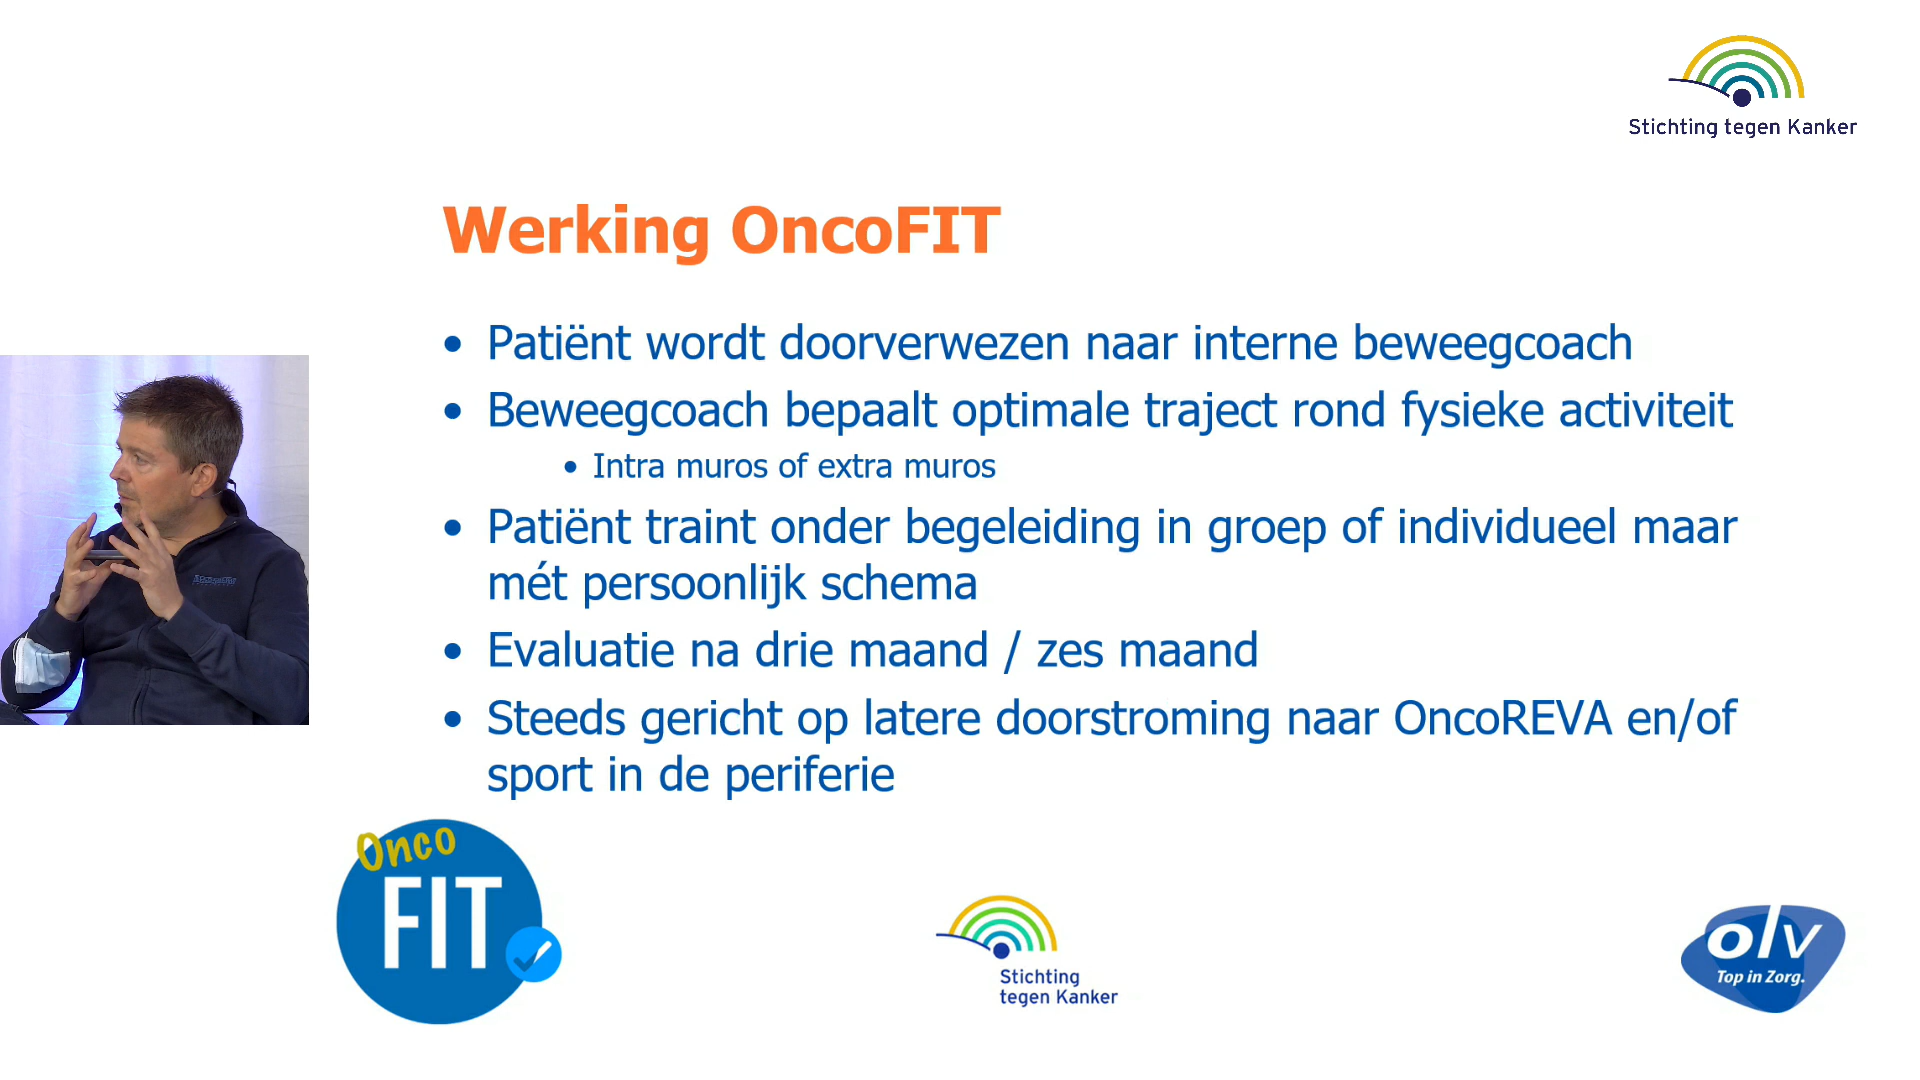 Stichting tegen Kanker
Werking OncoFIT
• Patiënt wordt doorverwezen naar interne beweegcoach
• Beweegcoach bepaalt optimale traject rond fysieke activiteit
• Intra muros of extra muros
• Patiënt traint onder begeleiding in groep of individueel maar
mét persoonlijk schema
• Evaluatie na drie maand / zes maand
• Steeds gericht op latere doorstroming naar OncoREVA en/of
sport in de periferie
Onco
FIT
Stichting
tegen Kanker
olv
Top in Zorg.